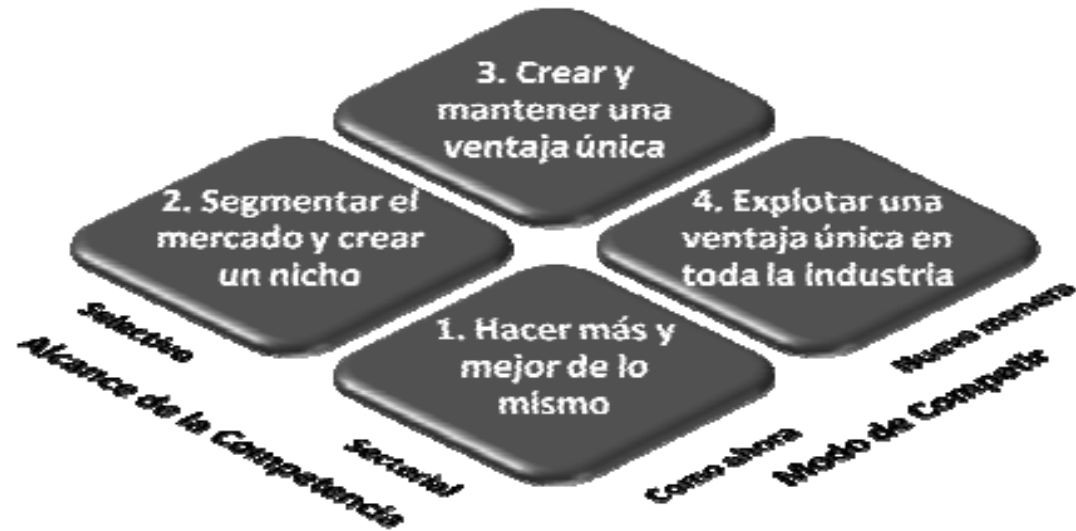 3. Crear y
mantener una
ventaja única
2. Segmentar el
mercado y crear
un nicho
4. Explotar una
ventaja única en
toda la industria
1. Hacer más y
mejor de lo
mismo
Selectivo
Alcance de la Competencia
Sectorial
Como ahora
Modo de Competir
Nueva manera